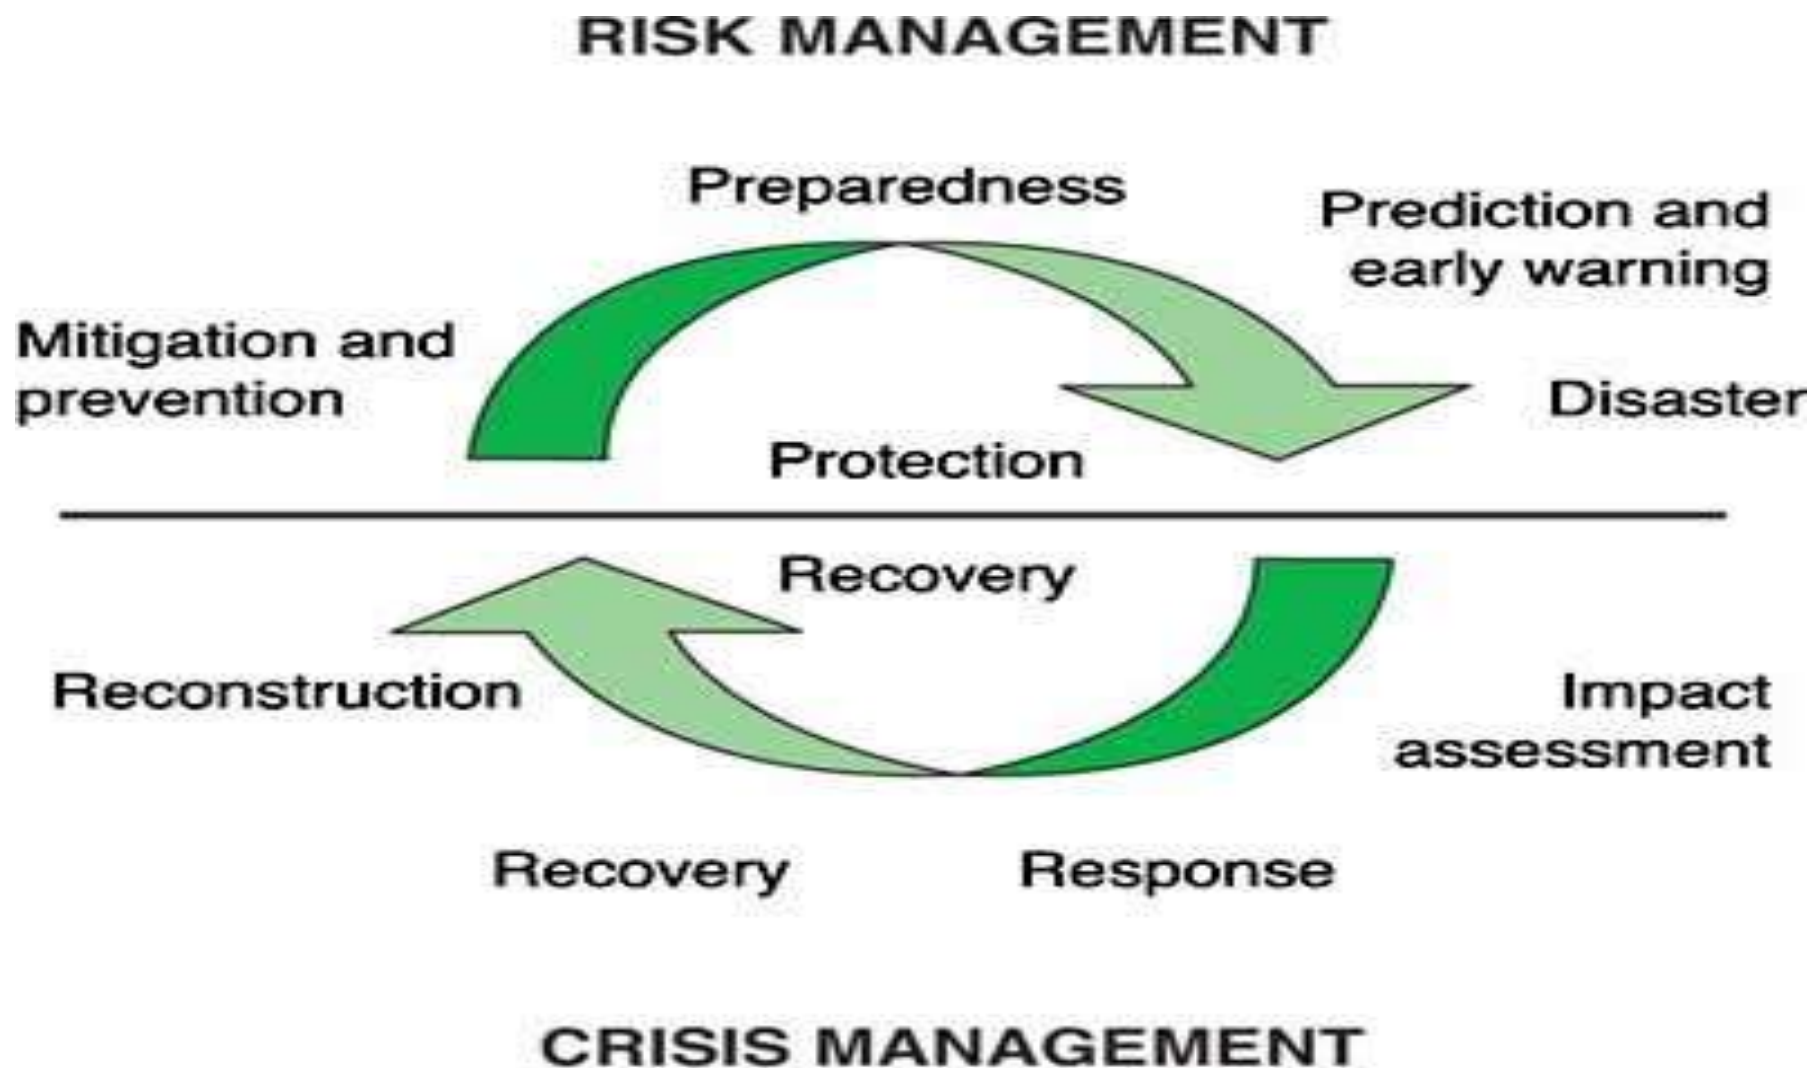 RISK MANAGEMENT
Preparedness
Prediction and
early warning
Mitigation and
prevention
Disaster
Protection
Recovery
Reconstruction
Impact
assessment
Recovery
Response
CRISIS MANAGEMENT